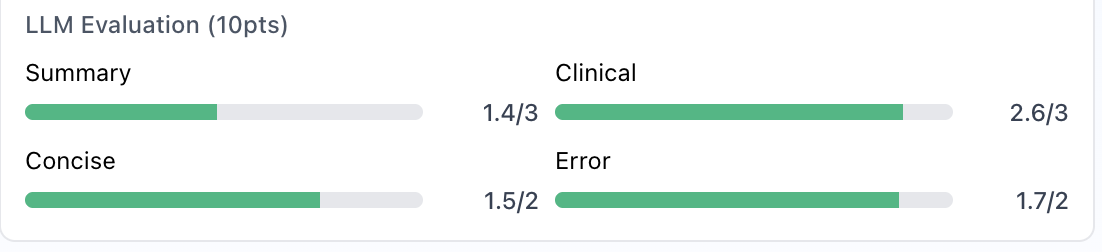 LLM Evaluation (10pts)
Summary
1.4/3
Clinical
2.6/3
Concise
1.5/2
Error
1.7/2